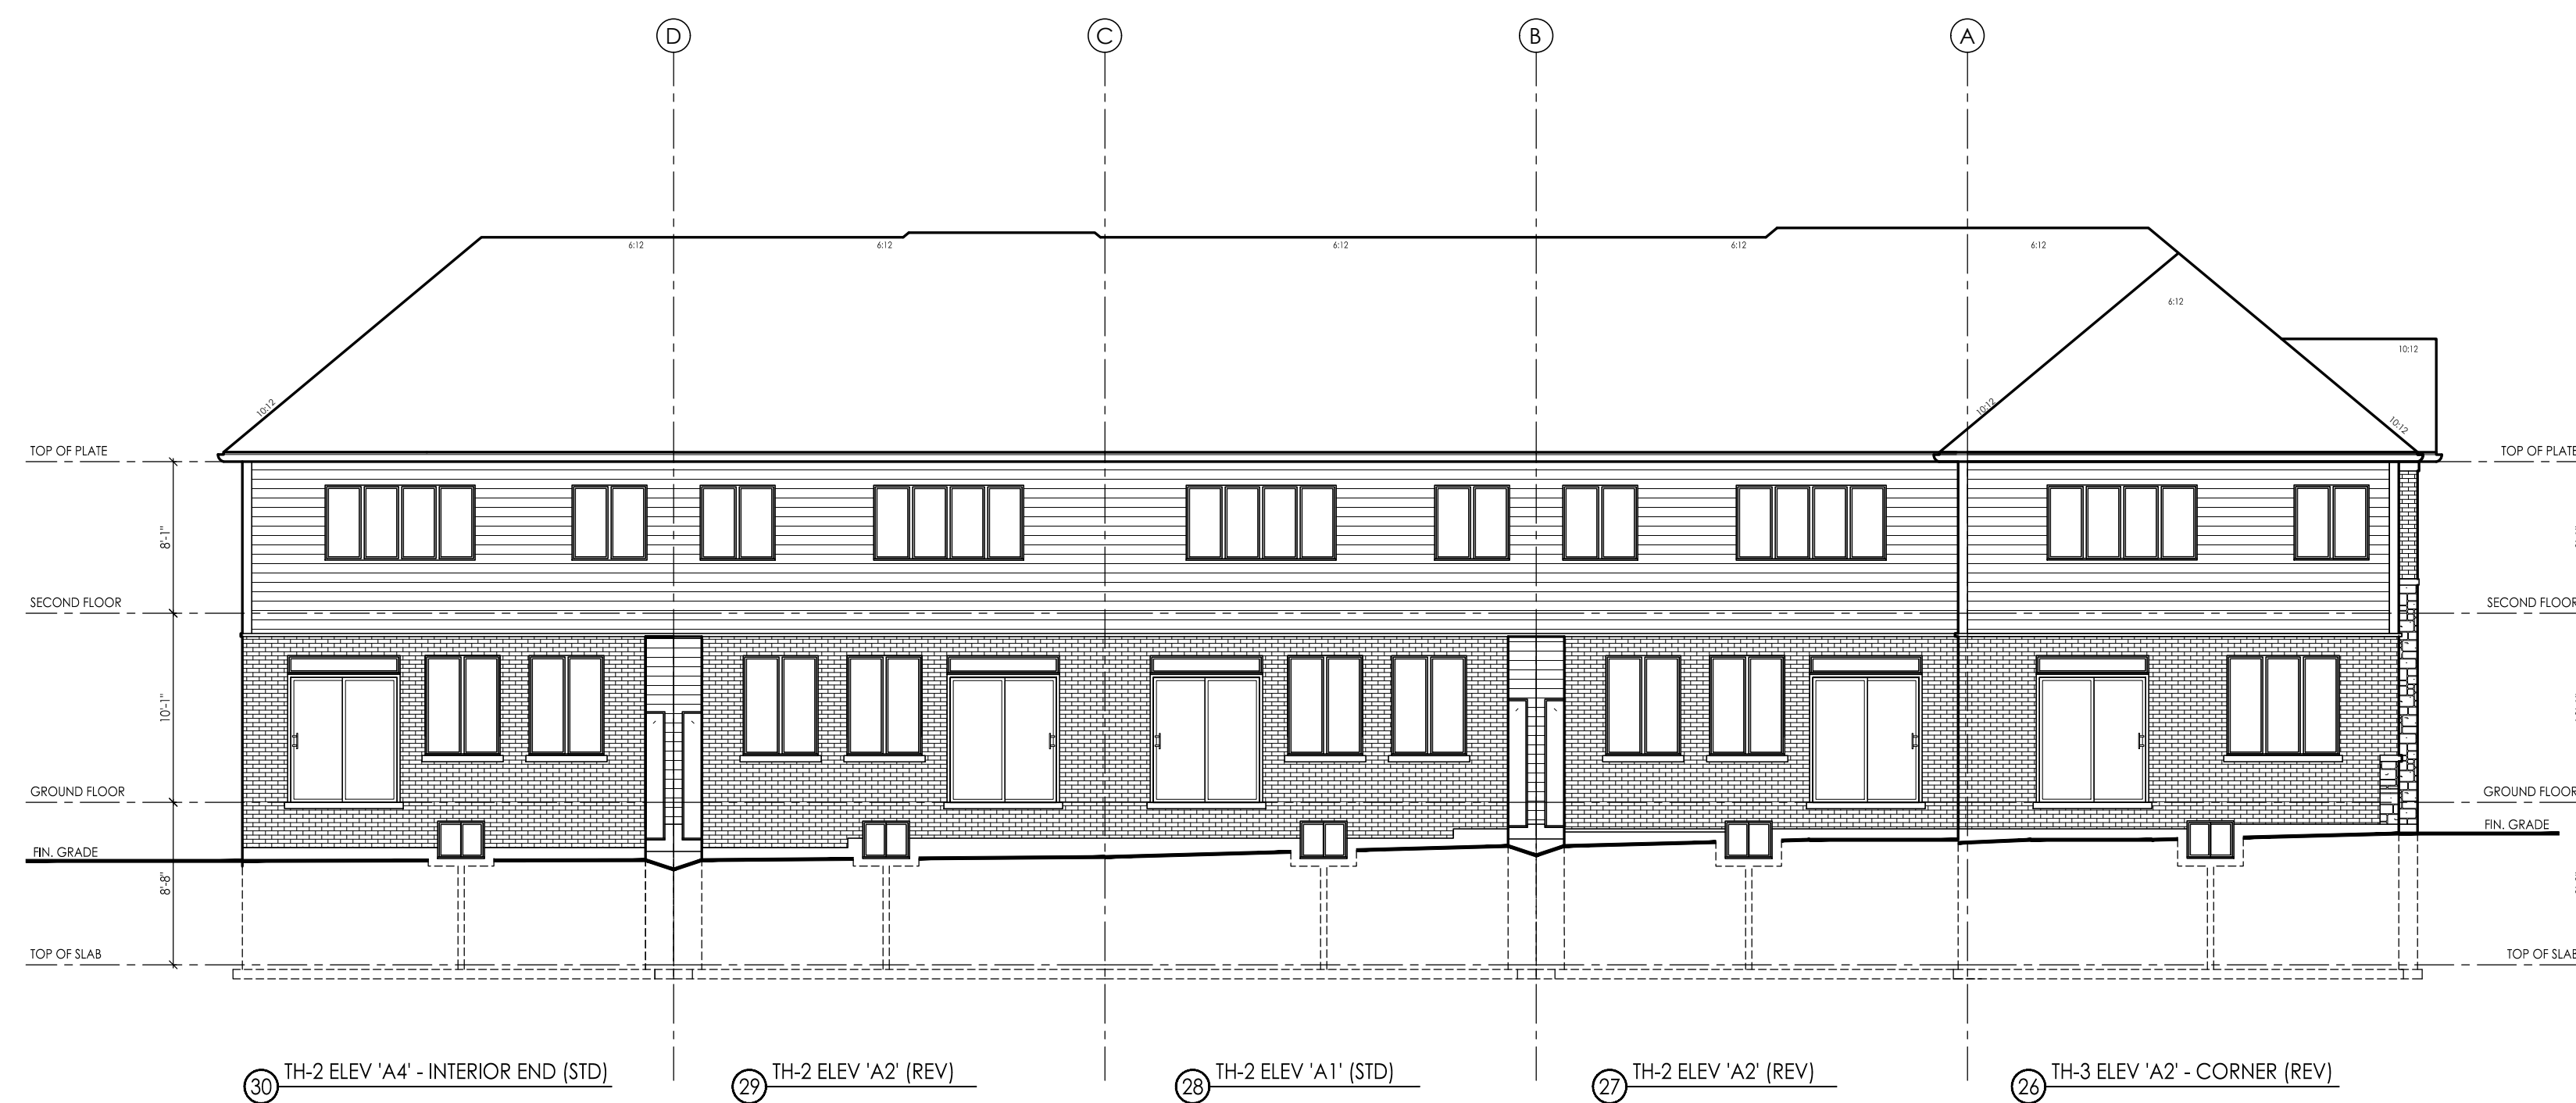 D
C
B
A
6:12
6:12
6:12
6:12
6:12
6:12
10:12
10:12
10:12
10:12
TOP OF PLATE
TOP OF PLATE
8'-1"
SECOND FLOOR
SECOND FLOOR
10'-1"
GROUND FLOOR
GROUND FLOOR
FIN. GRADE
FIN. GRADE
8'-8"
TOP OF SLAB
TOP OF SLAB
30 TH-2 ELEV 'A4' - INTERIOR END (STD)
29 TH-2 ELEV 'A2' (REV)
28 TH-2 ELEV 'A1' (STD)
27 TH-2 ELEV 'A2' (REV)
26 TH-3 ELEV 'A2' - CORNER (REV)